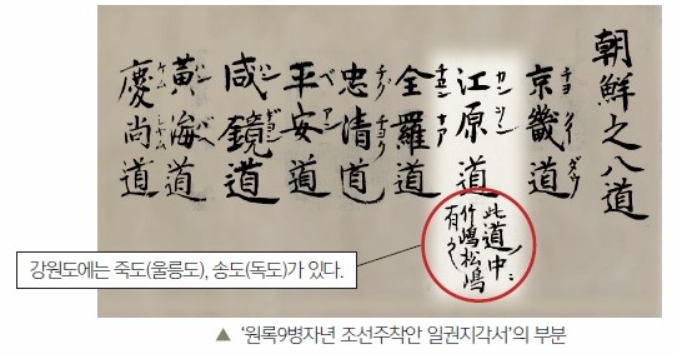 朝鮮之八道
京畿道
江原道
此道中ニ
竹嶋松嶋
有之
全羅道
忠清道
平安道
咸鏡道
黄海道
慶尚道
강원도에는 죽도(울릉도), 송도(독도)가 있다.
▲ '원록9병자년 조선주착안 일권지각서'의 부분